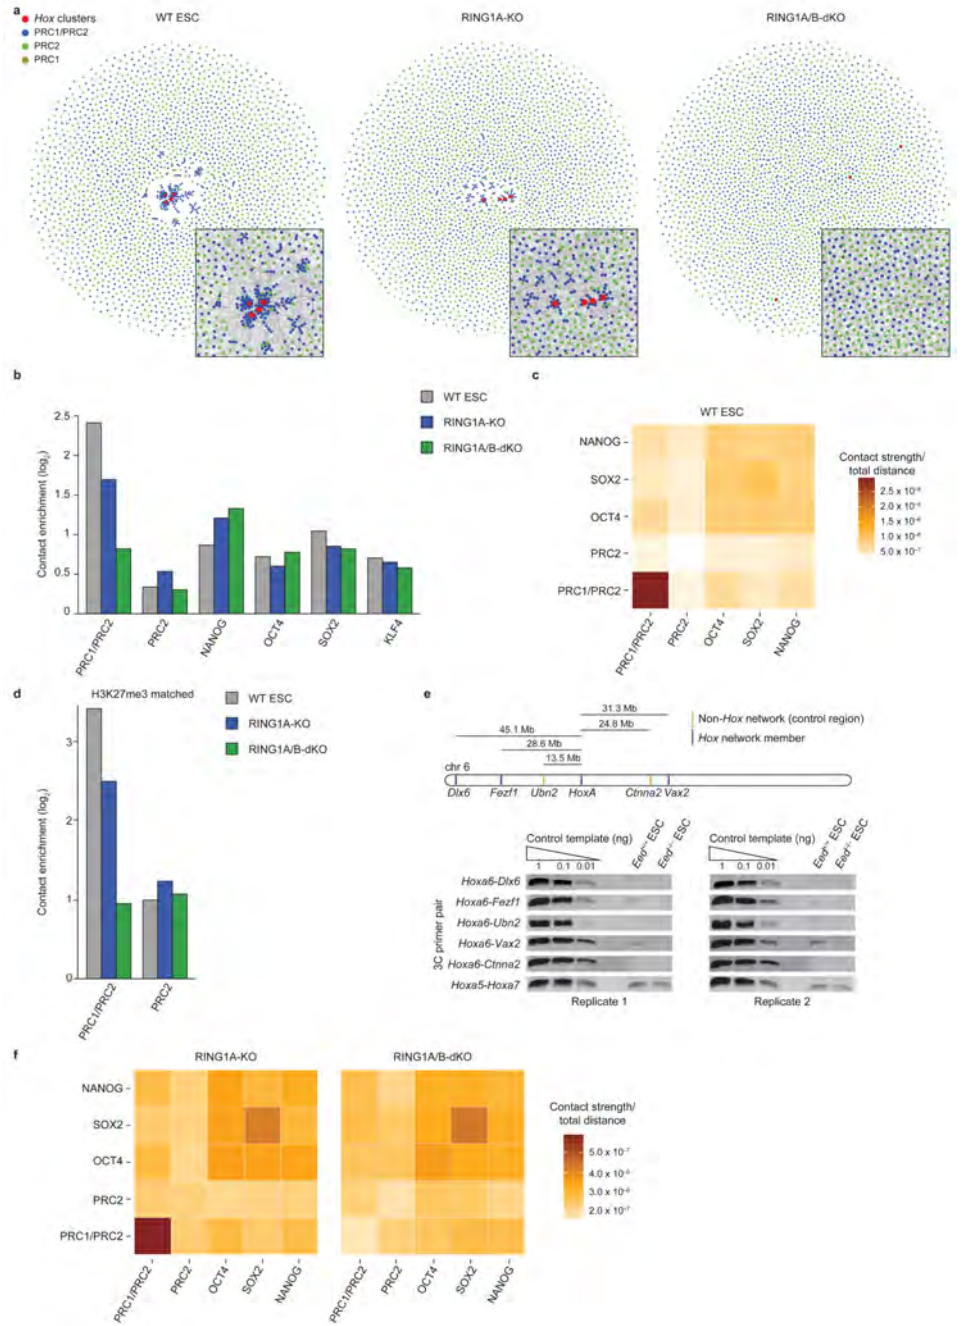 a
WT ESC
RING1A-KO
RING1A/B-dKO
Hox clusters
PRC1/PRC2
PRC2
PRC1
b
Contact enrichment (log2)
2.5
2
1.5
1
0.5
0
PRC1/PRC2
PRC2
NANOG
OCT4
SOX2
KLF4
WT ESC
RING1A-KO
RING1A/B-dKO
c
WT ESC
NANOG
SOX2
OCT4
PRC2
PRC1/PRC2
PRC1/PRC2
PRC2
OCT4
SOX2
NANOG
Contact strength/
total distance
d
H3K27me3 matched
Contact enrichment (log2)
3
2
1
0
PRC1/PRC2
PRC2
WT ESC
RING1A-KO
RING1A/B-dKO
e
31.3 Mb
24.8 Mb
45.1 Mb
28.6 Mb
13.5 Mb
Non-Hox network (control region)
Hox network member
chr 6
Dlx6 Fezf1 Ubn2 HoxA Ctnna2 Vax2
Control template (ng)
1 0.1 0.01
Eed+/+ ESC
Eed-/- ESC
Control template (ng)
1 0.1 0.01
Eed+/+ ESC
Eed-/- ESC
3C primer pair
Hoxa6-Dlx6
Hoxa6-Fezf1
Hoxa6-Ubn2
Hoxa6-Vax2
Hoxa6-Ctnna2
Hoxa5-Hoxa7
Replicate 1
Replicate 2
f
RING1A-KO
RING1A/B-dKO
NANOG
SOX2
OCT4
PRC2
PRC1/PRC2
PRC1/PRC2
PRC2
OCT4
SOX2
NANOG
PRC1/PRC2
PRC2
OCT4
SOX2
NANOG
Contact strength/
total distance